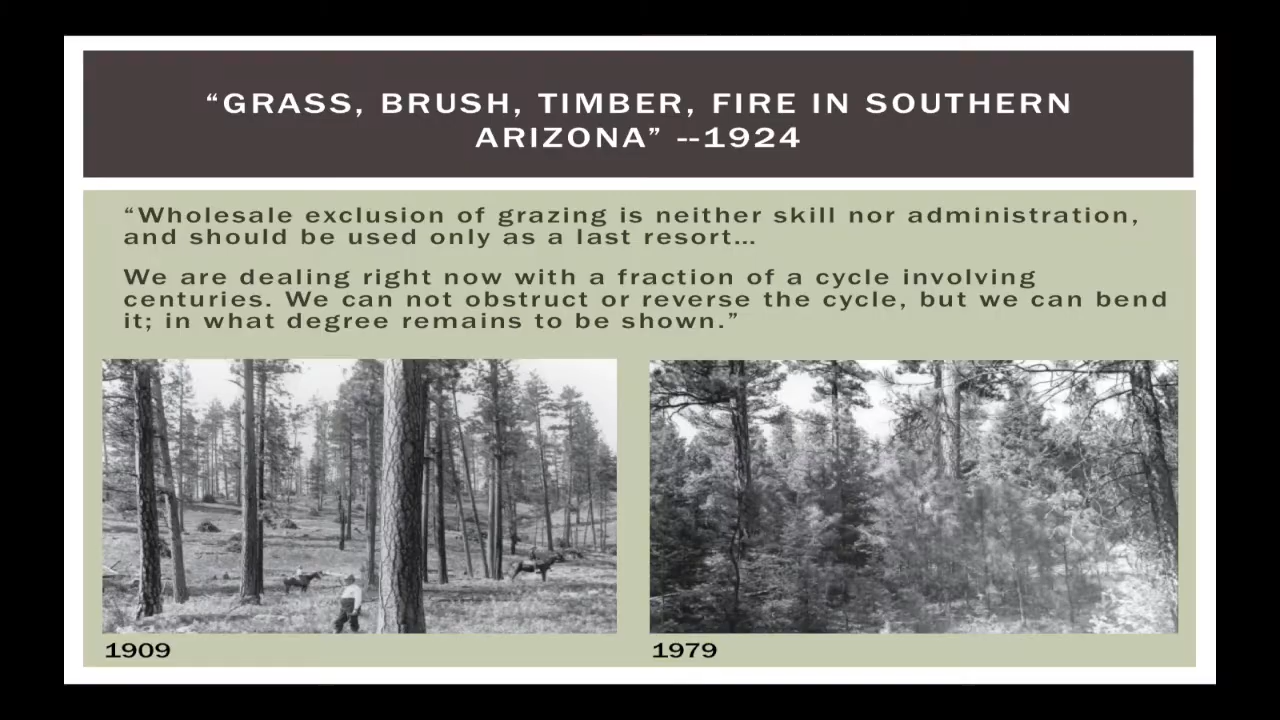 “GRASS, BRUSH, TIMBER, FIRE IN SOUTHERN
ARIZONA” --1924
“Wholesale exclusion of grazing is neither skill nor administration,
and should be used only as a last resort…
We are dealing right now with a fraction of a cycle involving
centuries. We can not obstruct or reverse the cycle, but we can bend
it; in what degree remains to be shown.”
1909
1979